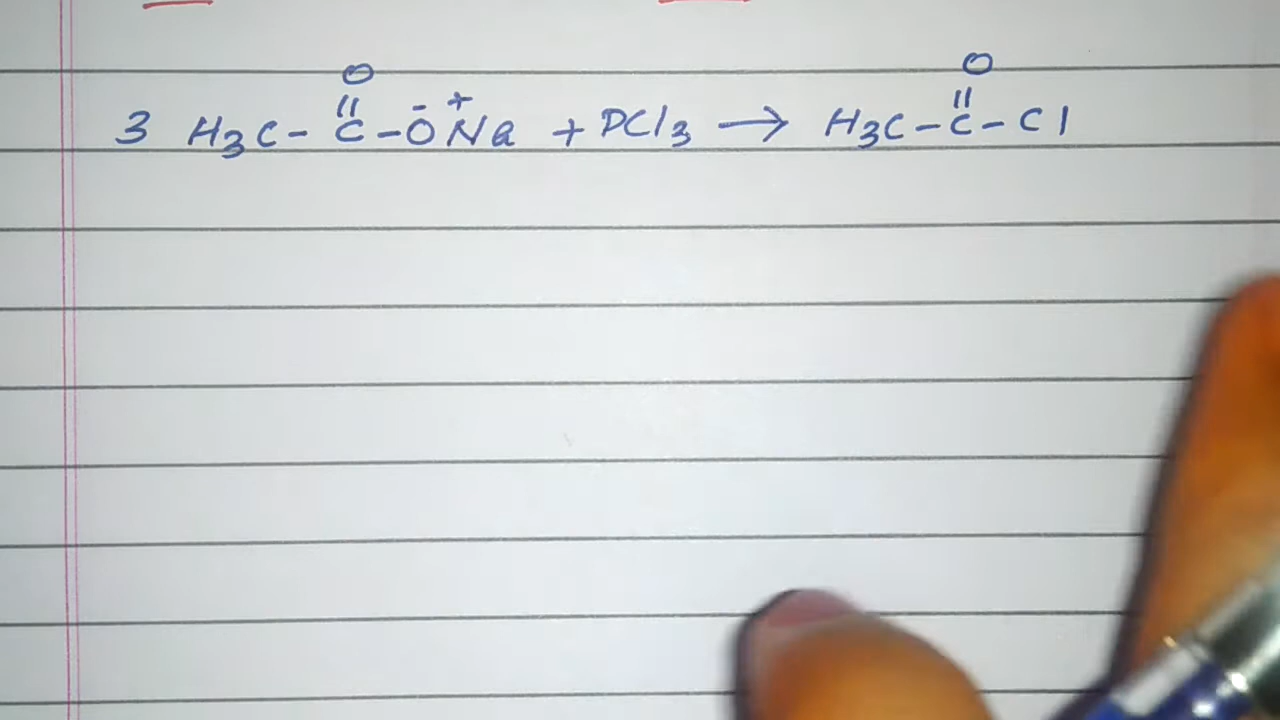 O O
3 H3C - C - O⁻ Na⁺ + PCl3 → H3C - C - Cl